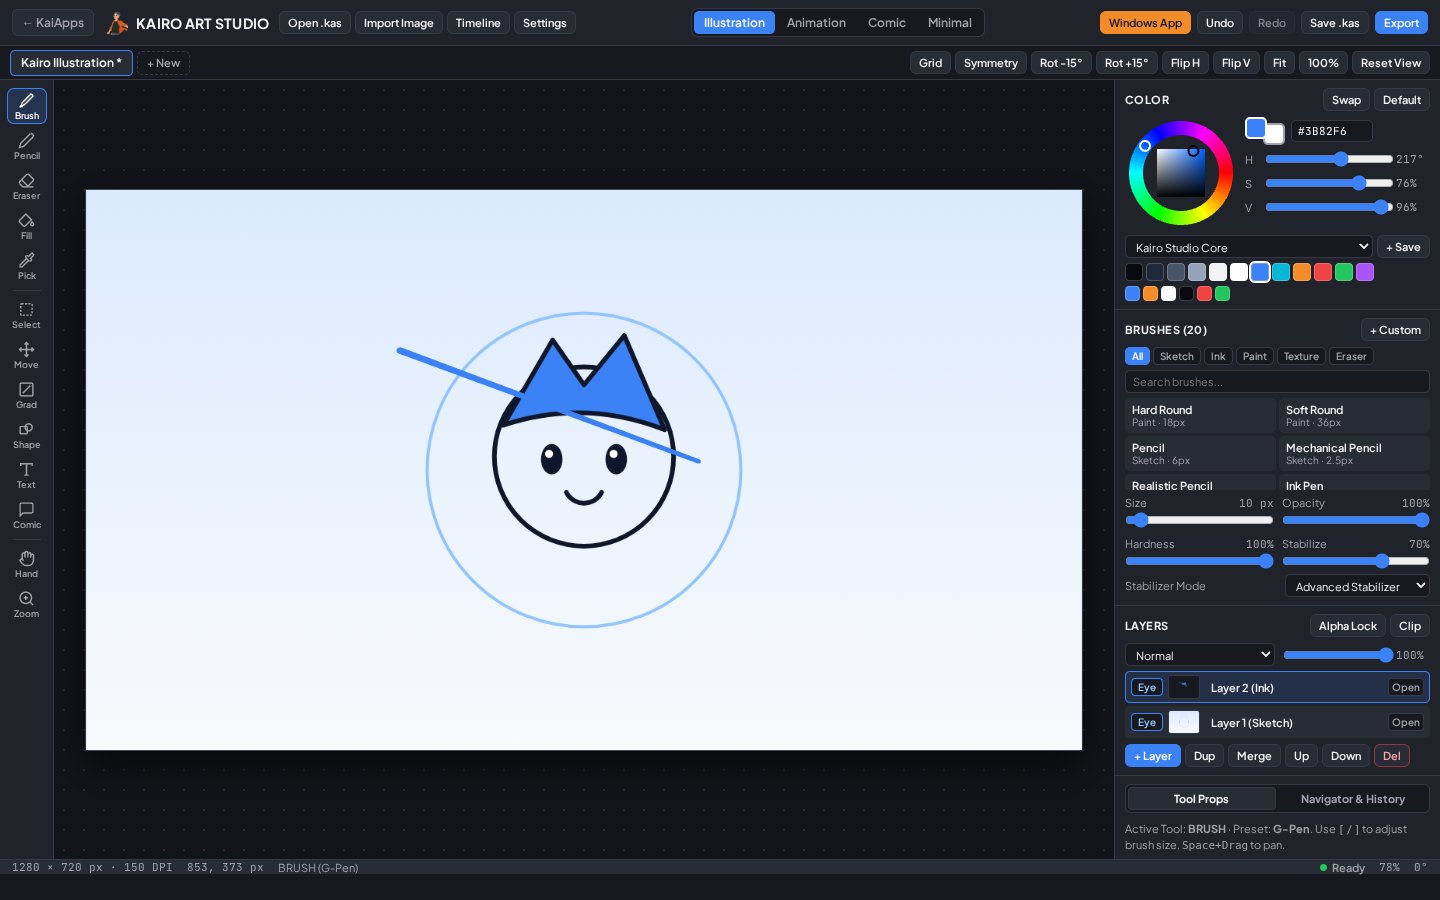 ← KaiApps
KAIRO ART STUDIO
Open .kas
Import Image
Timeline
Settings
Illustration
Animation
Comic
Minimal
Windows App
Undo
Redo
Save .kas
Export
Kairo Illustration *
+ New
Grid
Symmetry
Rot -15°
Rot +15°
Flip H
Flip V
Fit
100%
Reset View
Brush
Pencil
Eraser
Fill
Pick
Select
Move
Grad
Shape
Text
Comic
Hand
Zoom
COLOR
Swap
Default
#3B82F6
H 217°
S 76%
V 96%
Kairo Studio Core
+ Save
BRUSHES (20)
+ Custom
All
Sketch
Ink
Paint
Texture
Eraser
Search brushes...
Hard Round
Paint · 18px
Soft Round
Paint · 36px
Pencil
Sketch · 6px
Mechanical Pencil
Sketch · 2.5px
Realistic Pencil
Ink Pen
Size 10 px
Opacity 100%
Hardness 100%
Stabilize 70%
Stabilizer Mode
Advanced Stabilizer
LAYERS
Alpha Lock
Clip
Normal
100%
Eye Layer 2 (Ink) Open
Eye Layer 1 (Sketch) Open
+ Layer
Dup
Merge
Up
Down
Del
Tool Props
Navigator & History
Active Tool: BRUSH · Preset: G-Pen. Use [ / ] to adjust
brush size, Space+Drag to pan.
1280 × 720 px · 150 DPI
853, 373 px
BRUSH (G-Pen)
Ready
78%
0°